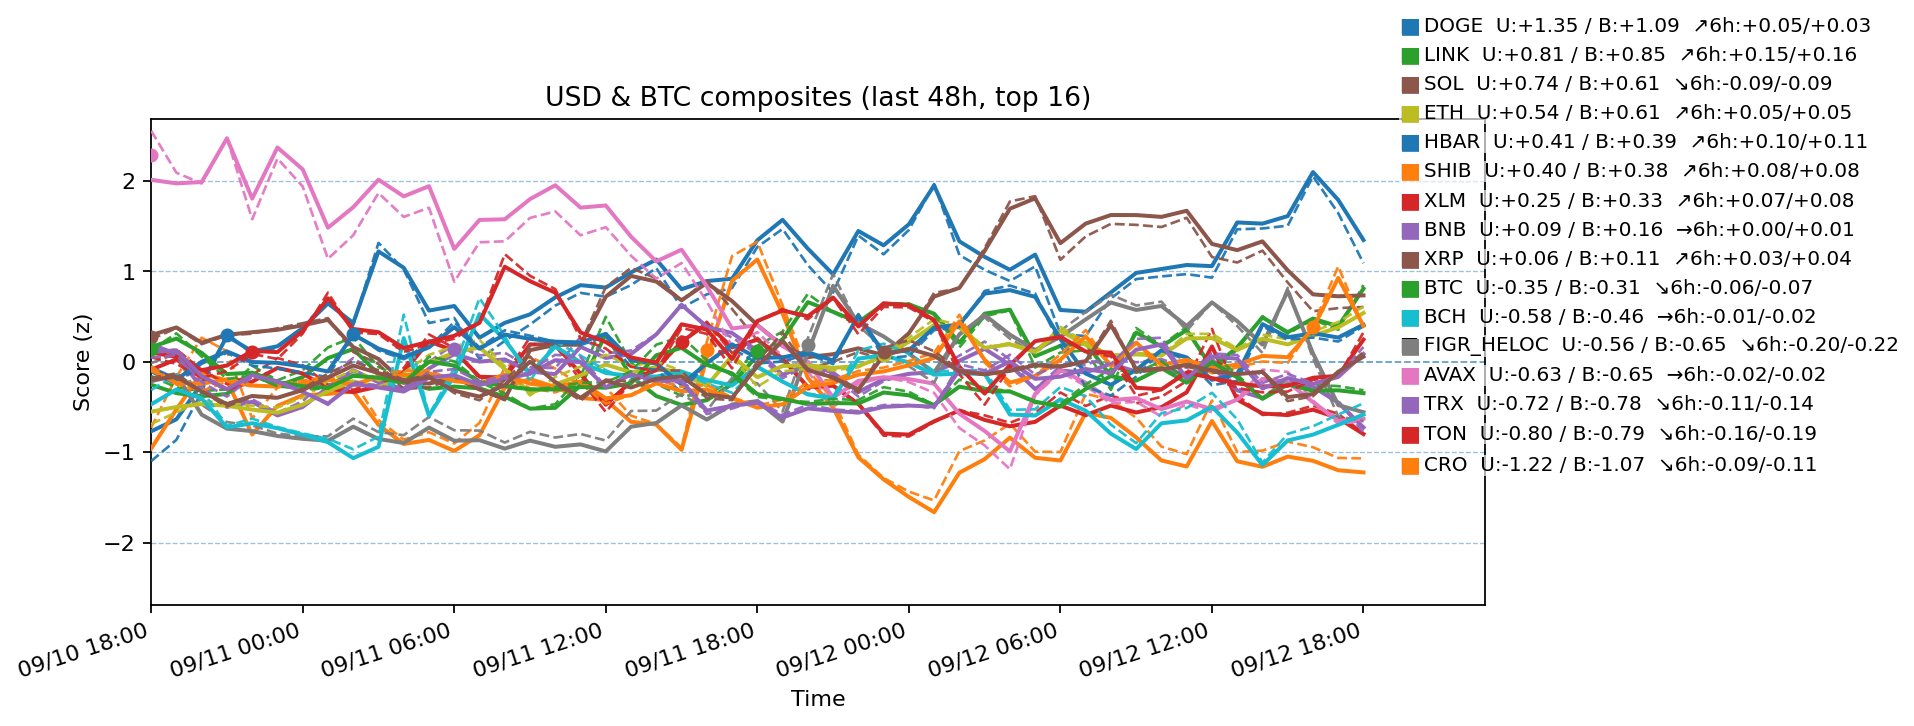 USD & BTC composites (last 48h, top 16)
DOGE U:+1.35 / B:+1.09 ↗6h:+0.05/+0.03
LINK U:+0.81 / B:+0.85 ↗6h:+0.15/+0.16
SOL U:+0.74 / B:+0.61 ↘6h:-0.09/-0.09
ETH U:+0.54 / B:+0.61 ↗6h:+0.05/+0.05
HBAR U:+0.41 / B:+0.39 ↗6h:+0.10/+0.11
SHIB U:+0.40 / B:+0.38 ↗6h:+0.08/+0.08
XLM U:+0.25 / B:+0.33 ↗6h:+0.07/+0.08
BNB U:+0.09 / B:+0.16 →6h:+0.00/+0.01
XRP U:+0.06 / B:+0.11 ↗6h:+0.03/+0.04
BTC U:-0.35 / B:-0.31 ↘6h:-0.06/-0.07
BCH U:-0.58 / B:-0.46 →6h:-0.01/-0.02
FIGR_HELOC U:-0.56 / B:-0.65 ↘6h:-0.20/-0.22
AVAX U:-0.63 / B:-0.65 →6h:-0.02/-0.02
TRX U:-0.72 / B:-0.78 ↘6h:-0.11/-0.14
TON U:-0.80 / B:-0.79 ↘6h:-0.16/-0.19
CRO U:-1.22 / B:-1.07 ↘6h:-0.09/-0.11
Score (z)
2
1
0
−1
−2
09/10 18:00
09/11 00:00
09/11 06:00
09/11 12:00
09/11 18:00
09/12 00:00
09/12 06:00
09/12 12:00
09/12 18:00
Time